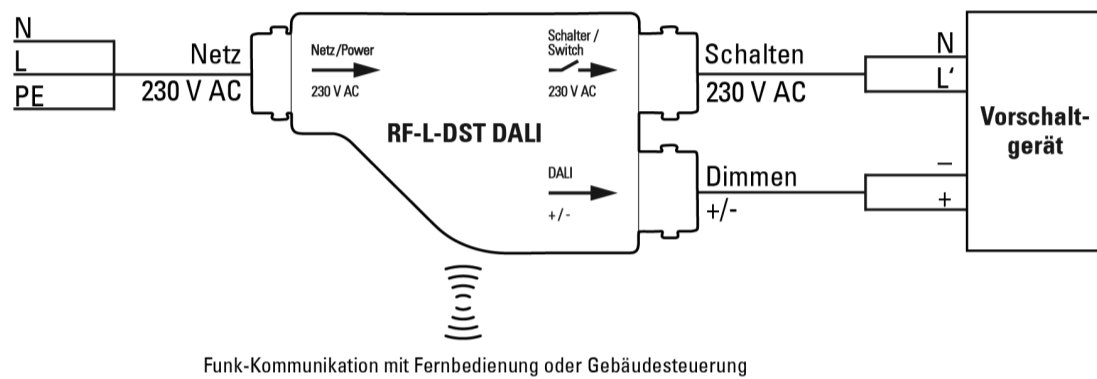 N
L
PE
Netz
230 V AC
Netz/Power
230 V AC
Schalter /
Switch
230 V AC
RF-L-DST DALI
DALI
+/-
Schalten
230 V AC
Dimmen
+/-
N
L‘
–
+
Vorschalt-
gerät
Funk-Kommunikation mit Fernbedienung oder Gebäudesteuerung